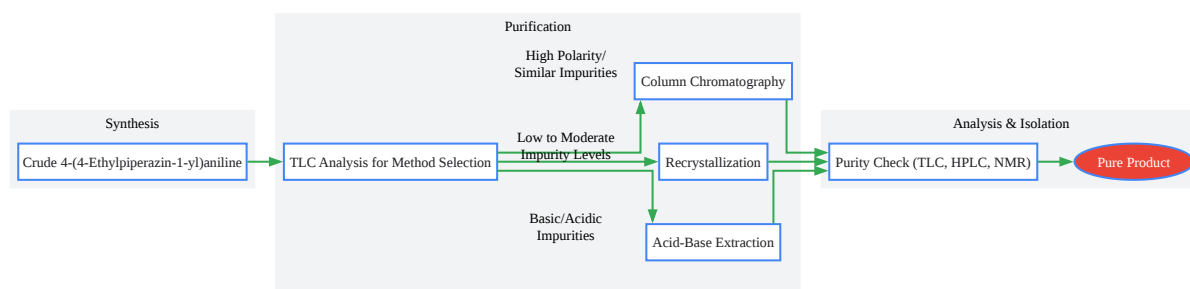 Purification
High Polarity/
Similar Impurities
Column Chromatography
Synthesis
Analysis & Isolation
Low to Moderate
Impurity Levels
Crude 4-(4-Ethylpiperazin-1-yl)aniline
TLC Analysis for Method Selection
Recrystallization
Purity Check (TLC, HPLC, NMR)
Pure Product
Basic/Acidic
Impurities
Acid-Base Extraction